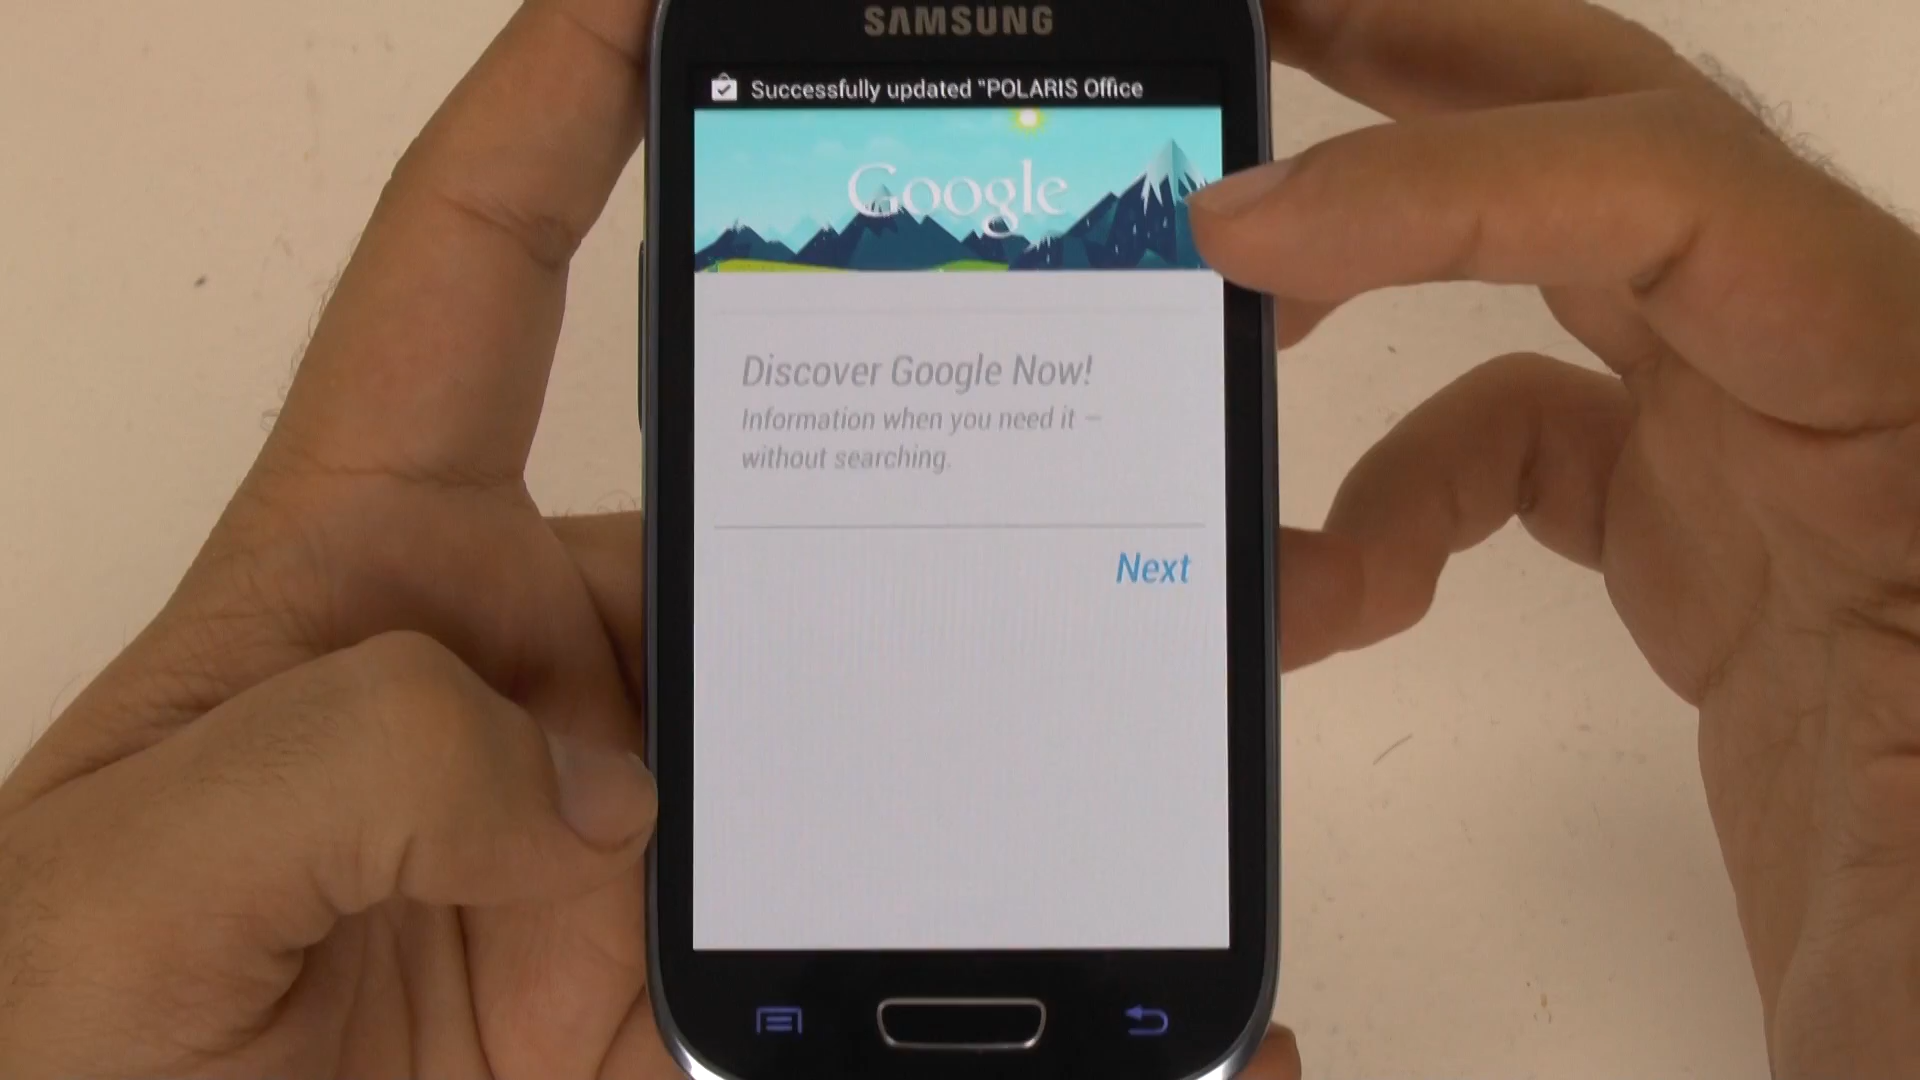 SAMSUNG
Successfully updated "POLARIS Office
Google
Discover Google Now!
Information when you need it –
without searching.
Next